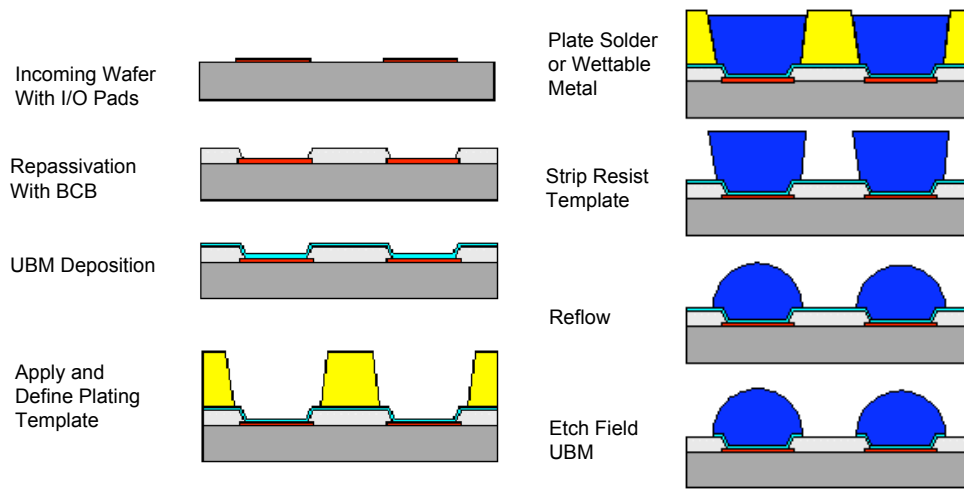 Incoming Wafer
With I/O Pads
Repassivation
With BCB
UBM Deposition
Apply and
Define Plating
Template
Plate Solder
or Wettable
Metal
Strip Resist
Template
Reflow
Etch Field
UBM